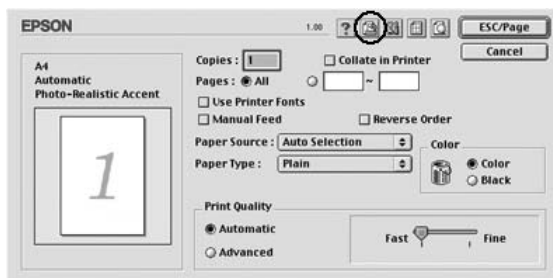 EPSON
1.00
?
ESC/Page
Cancel
A4
Automatic
Photo-Realistic Accent
1
Copies : 1
Collate in Printer
Pages : All ~
Use Printer Fonts
Manual Feed
Reverse Order
Paper Source : Auto Selection
Paper Type : Plain
Color
Color
Black
Print Quality
Automatic
Advanced
Fast
Fine